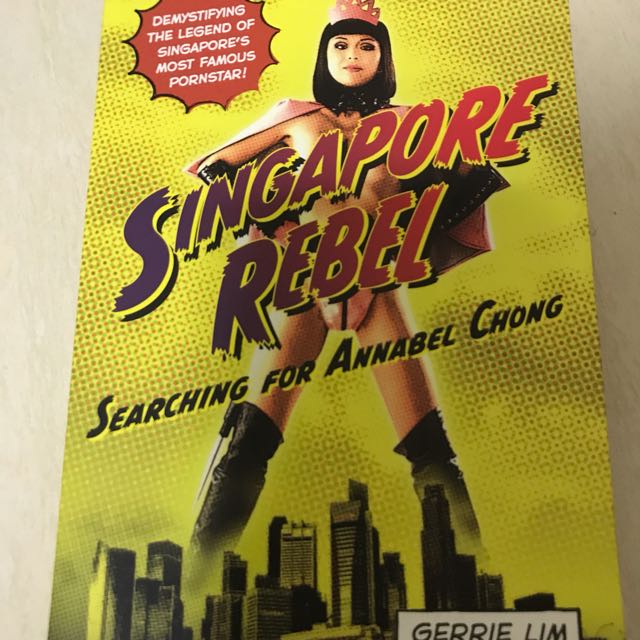 DEMYSTIFYING
THE LEGEND OF
SINGAPORE'S
MOST FAMOUS
PORNSTAR!
SINGAPORE
REBEL
SEARCHING FOR ANNABEL CHONG
GERRIE LIM